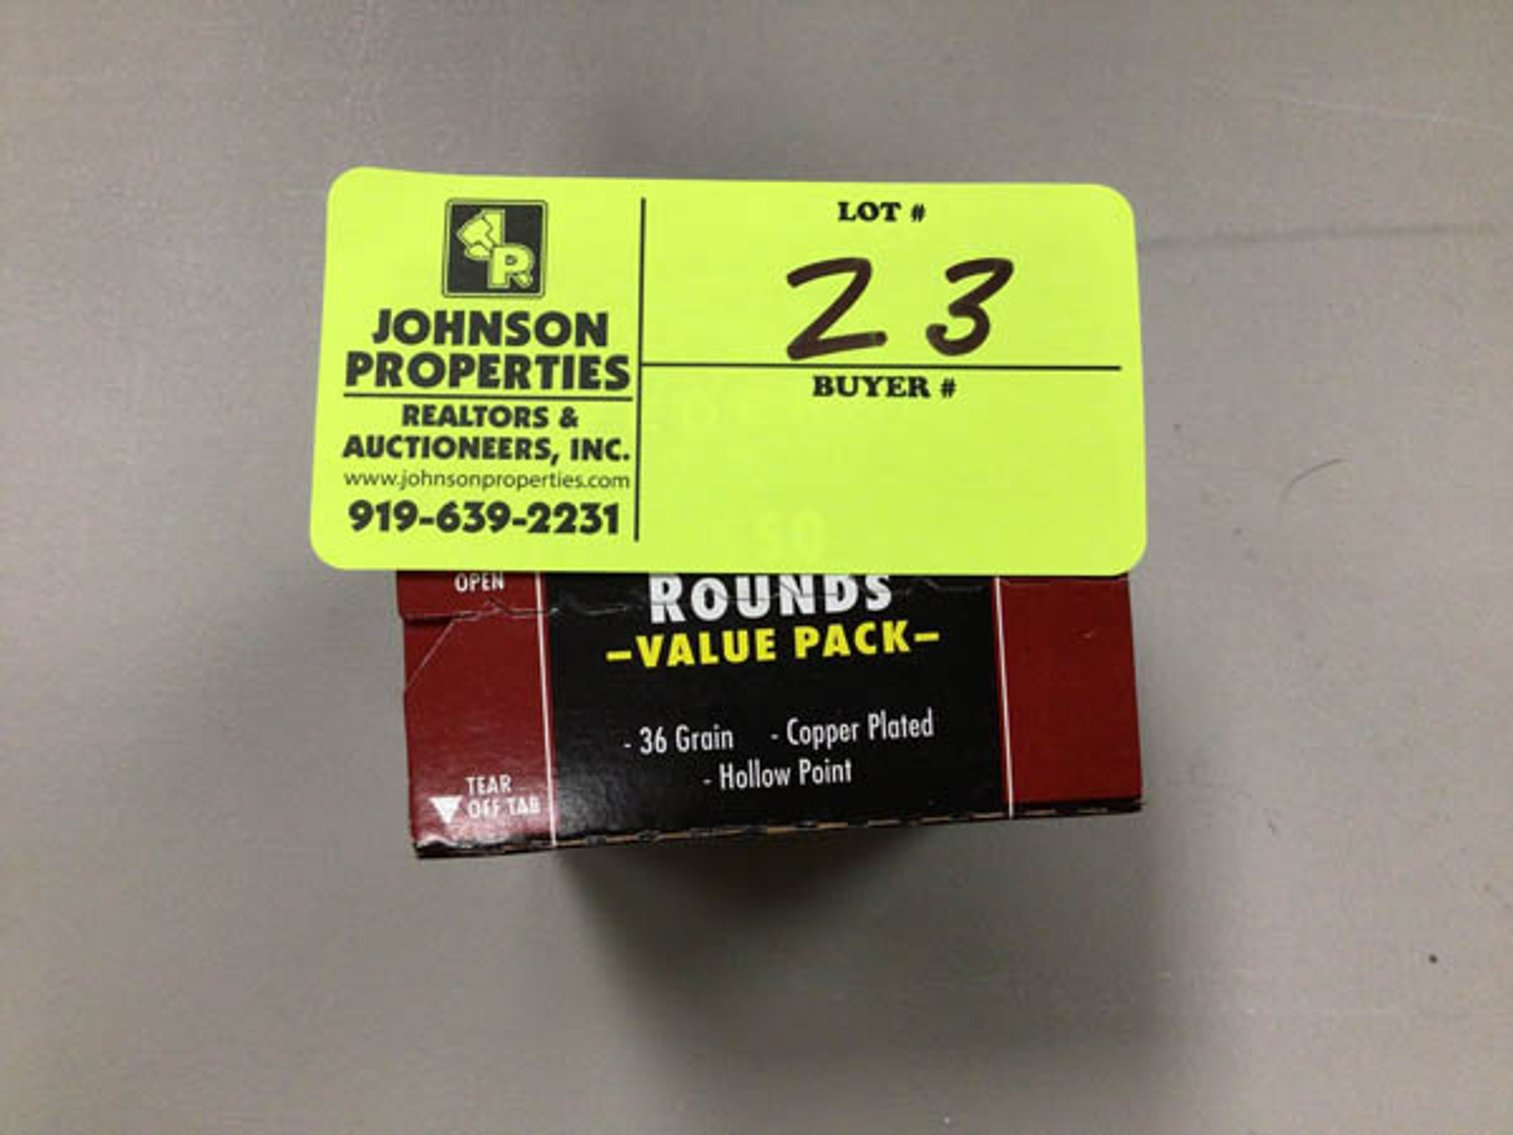 JOHNSON
PROPERTIES
REALTORS &
AUCTIONEERS, INC.
www.johnsonproperties.com
919-639-2231
LOT #
23
BUYER #
50
OPEN
ROUNDS
-VALUE PACK-
- 36 Grain - Copper Plated
- Hollow Point
TEAR
OFF TAB